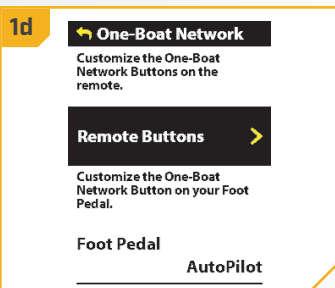 1d
One-Boat Network
Customize the One-Boat
Network Buttons on the
remote.
Remote Buttons
Customize the One-Boat
Network Button on your Foot
Pedal.
Foot Pedal
AutoPilot